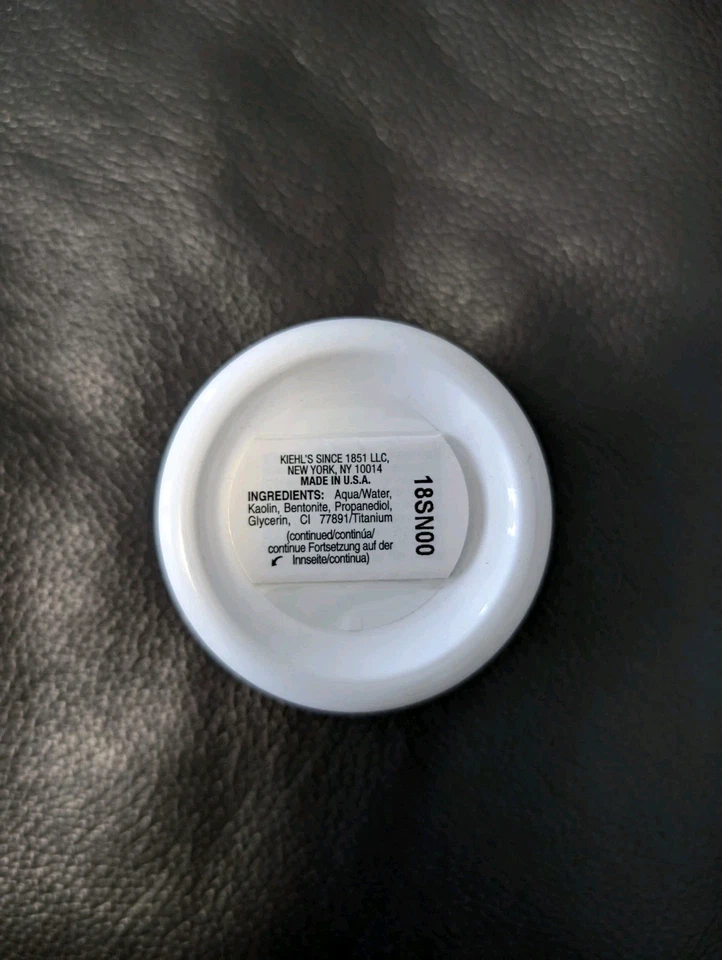 KIEHL'S SINCE 1851 LLC,
NEW YORK, NY 10014
MADE IN U.S.A.
INGREDIENTS: Aqua/Water,
Kaolin, Bentonite, Propanediol,
Glycerin, CI 77891/Titanium
(continued/continúa/
continue Fortsetzung auf der
Innseite/continua)
18SN00